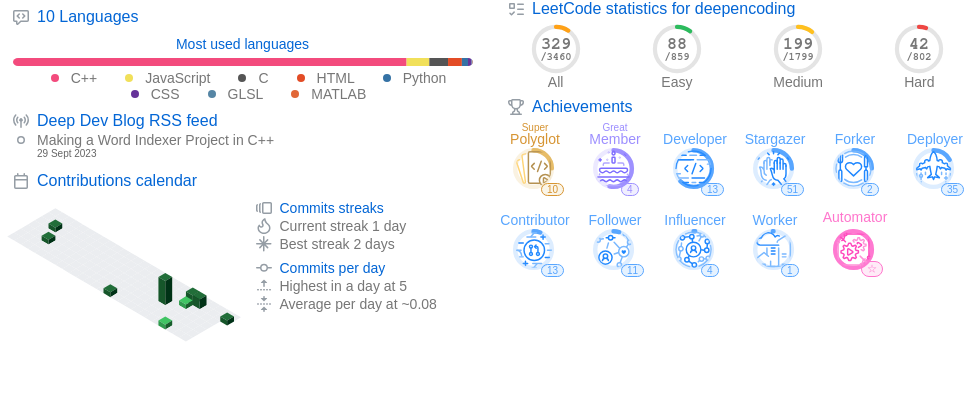 10 Languages
Most used languages
C++ JavaScript C HTML Python
CSS GLSL MATLAB
Deep Dev Blog RSS feed
Making a Word Indexer Project in C++
29 Sept 2023
Contributions calendar
Commits streaks
Current streak 1 day
Best streak 2 days
Commits per day
Highest in a day at 5
Average per day at ~0.08
LeetCode statistics for deepencoding
329 88 199 42
/3460 /859 /1799 /802
All Easy Medium Hard
Achievements
Super Great
Polyglot Member Developer Stargazer Forker Deployer
10 4 13 51 2 35
Contributor Follower Influencer Worker Automator
13 11 4 1 ☆